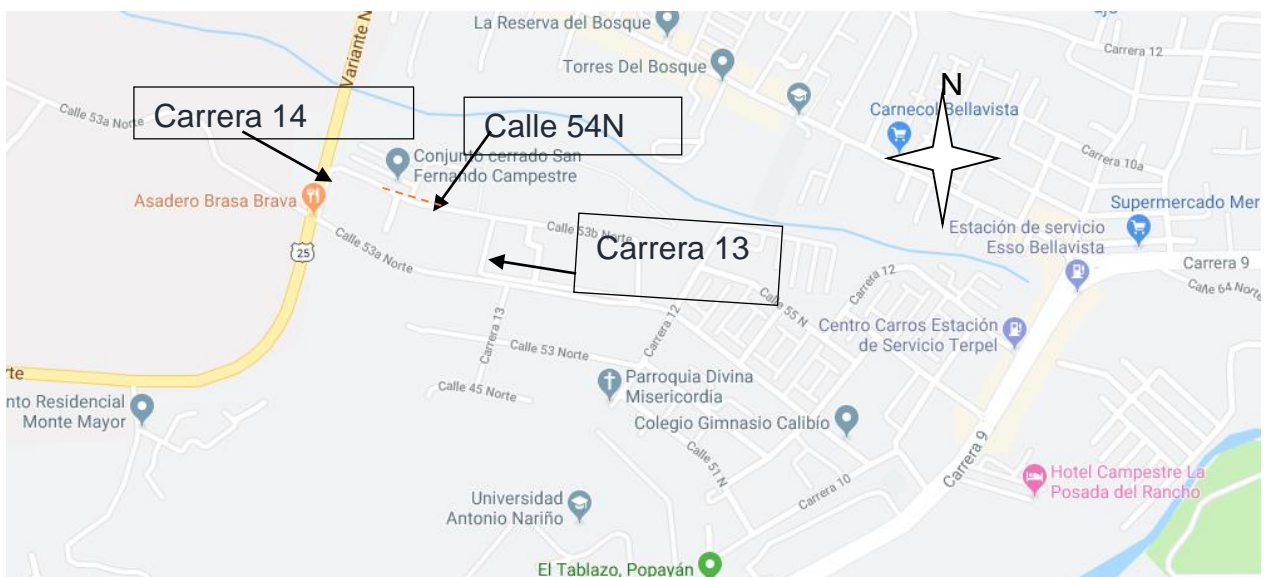 La Reserva del Bosque
Torres Del Bosque
Variante N
Carrera 12
N
Carrera 14
Calle 53a Norte
Calle 54N
Carnecol Bellavista
Conjunto cerrado San
Fernando Campestre
Carrera 10a
Asadero Brasa Brava
Supermercado Mer
Calle 53b Norte
Carrera 13
Estación de servicio
Esso Bellavista
25
Calle 53a Norte
Carrera 9
Calle 64 Norte
Carrera 12
Calle 55 N
Carrera 13
Carrera 12
Centro Carros Estación
de Servicio Terpel
Calle 53 Norte
rte
Calle 45 Norte
Parroquia Divina
Misericordia
nto Residencial
Monte Mayor
Colegio Gimnasio Calibío
Calle 51 N
Carrera 9
Carrera 10
Hotel Campestre La
Posada del Rancho
Universidad
Antonio Nariño
El Tablazo, Popayán